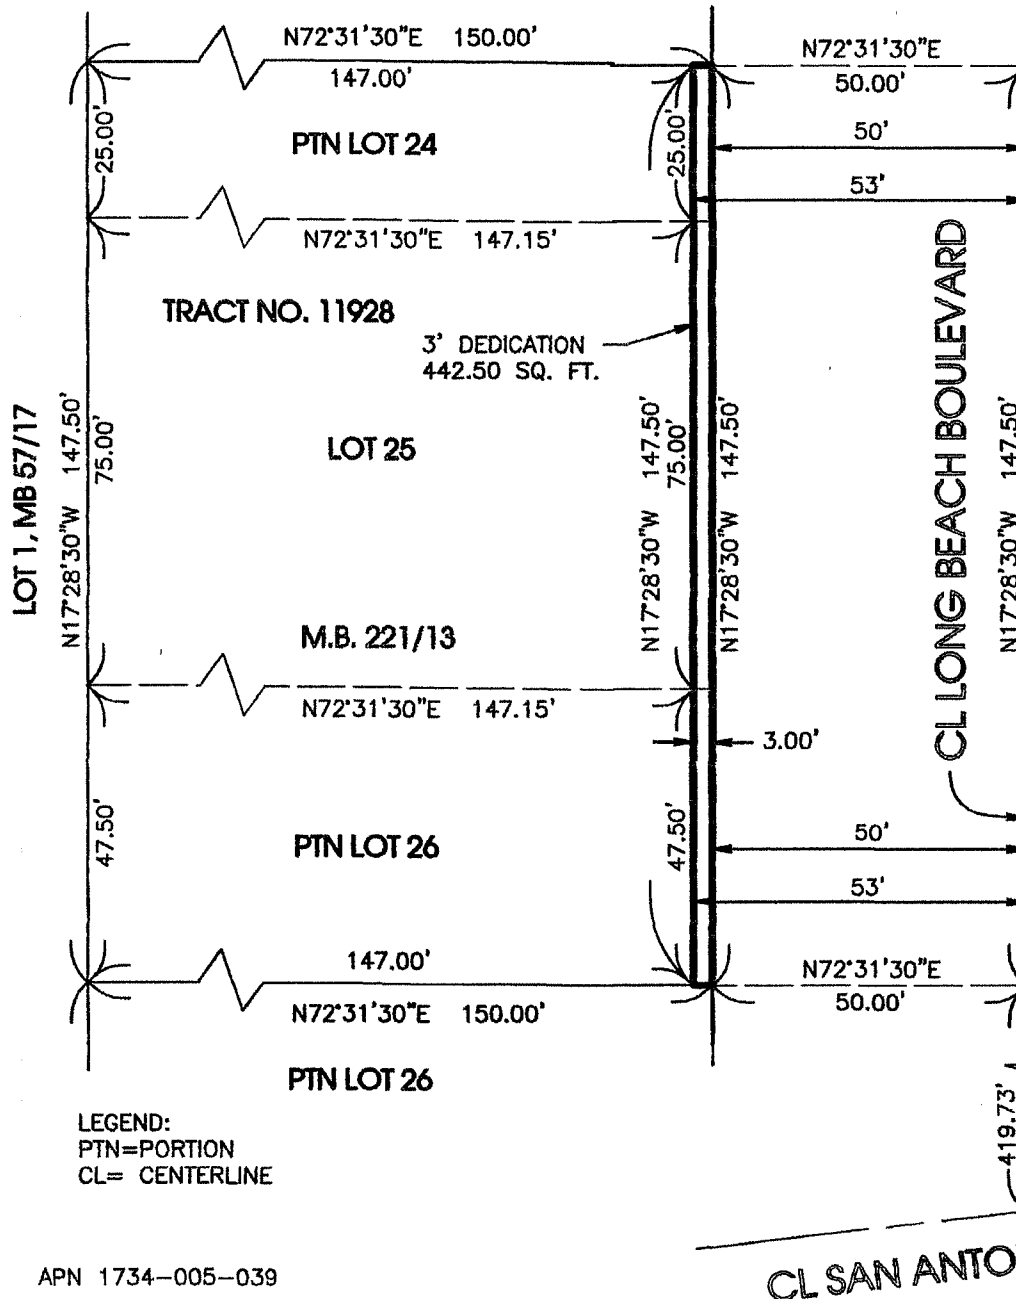 N72°31'30"E 150.00'
147.00'
N72°31'30"E
50.00'
25.00'
PTN LOT 24
25.00'
50'
53'
N72°31'30"E 147.15'
TRACT NO. 11928
3' DEDICATION
442.50 SQ. FT.
CL LONG BEACH BOULEVARD
LOT 1, MB 57/17
N17°28'30"W 147.50'
75.00'
LOT 25
N17°28'30"W 147.50'
75.00'
N17°28'30"W 147.50'
N17°28'30"W 147.50'
M.B. 221/13
N72°31'30"E 147.15'
3.00'
47.50'
PTN LOT 26
47.50'
50'
53'
147.00'
N72°31'30"E 150.00'
N72°31'30"E
50.00'
PTN LOT 26
LEGEND:
PTN=PORTION
CL= CENTERLINE
419.73'
APN 1734-005-039
CL SAN ANTO